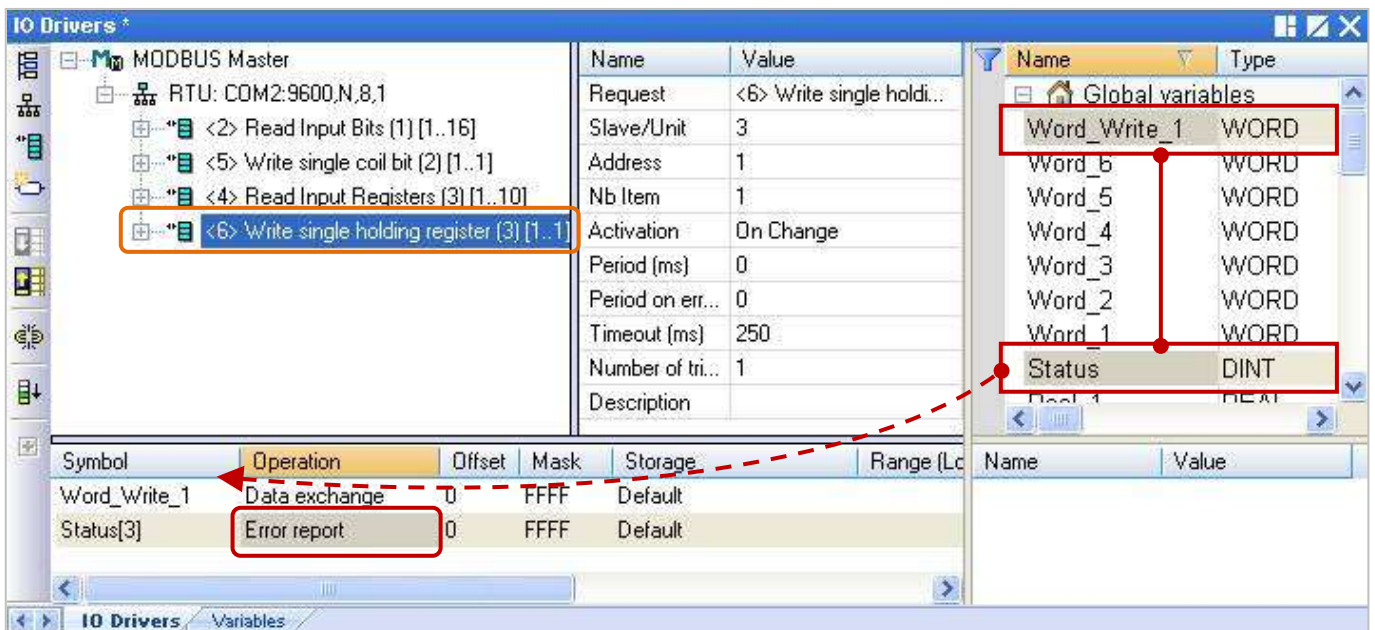 IO Drivers *
MODBUS Master
RTU: COM2:9600,N,8,1
<2> Read Input Bits (1) [1..16]
<5> Write single coil bit (2) [1..1]
<4> Read Input Registers (3) [1..10]
<6> Write single holding register (3) [1..1]
Name Value
Request <6> Write single holdi...
Slave/Unit 3
Address 1
Nb Item 1
Activation On Change
Period (ms) 0
Period on err... 0
Timeout (ms) 250
Number of tri... 1
Description
Name Type
Global variables
Word_Write_1 WORD
Word_6 WORD
Word_5 WORD
Word_4 WORD
Word_3 WORD
Word_2 WORD
Word_1 WORD
Status DINT
Real_1 REAL
Symbol Operation Offset Mask Storage Range (Lo
Word_Write_1 Data exchange 0 FFFF Default
Status[3] Error report 0 FFFF Default
Name Value
IO Drivers Variables